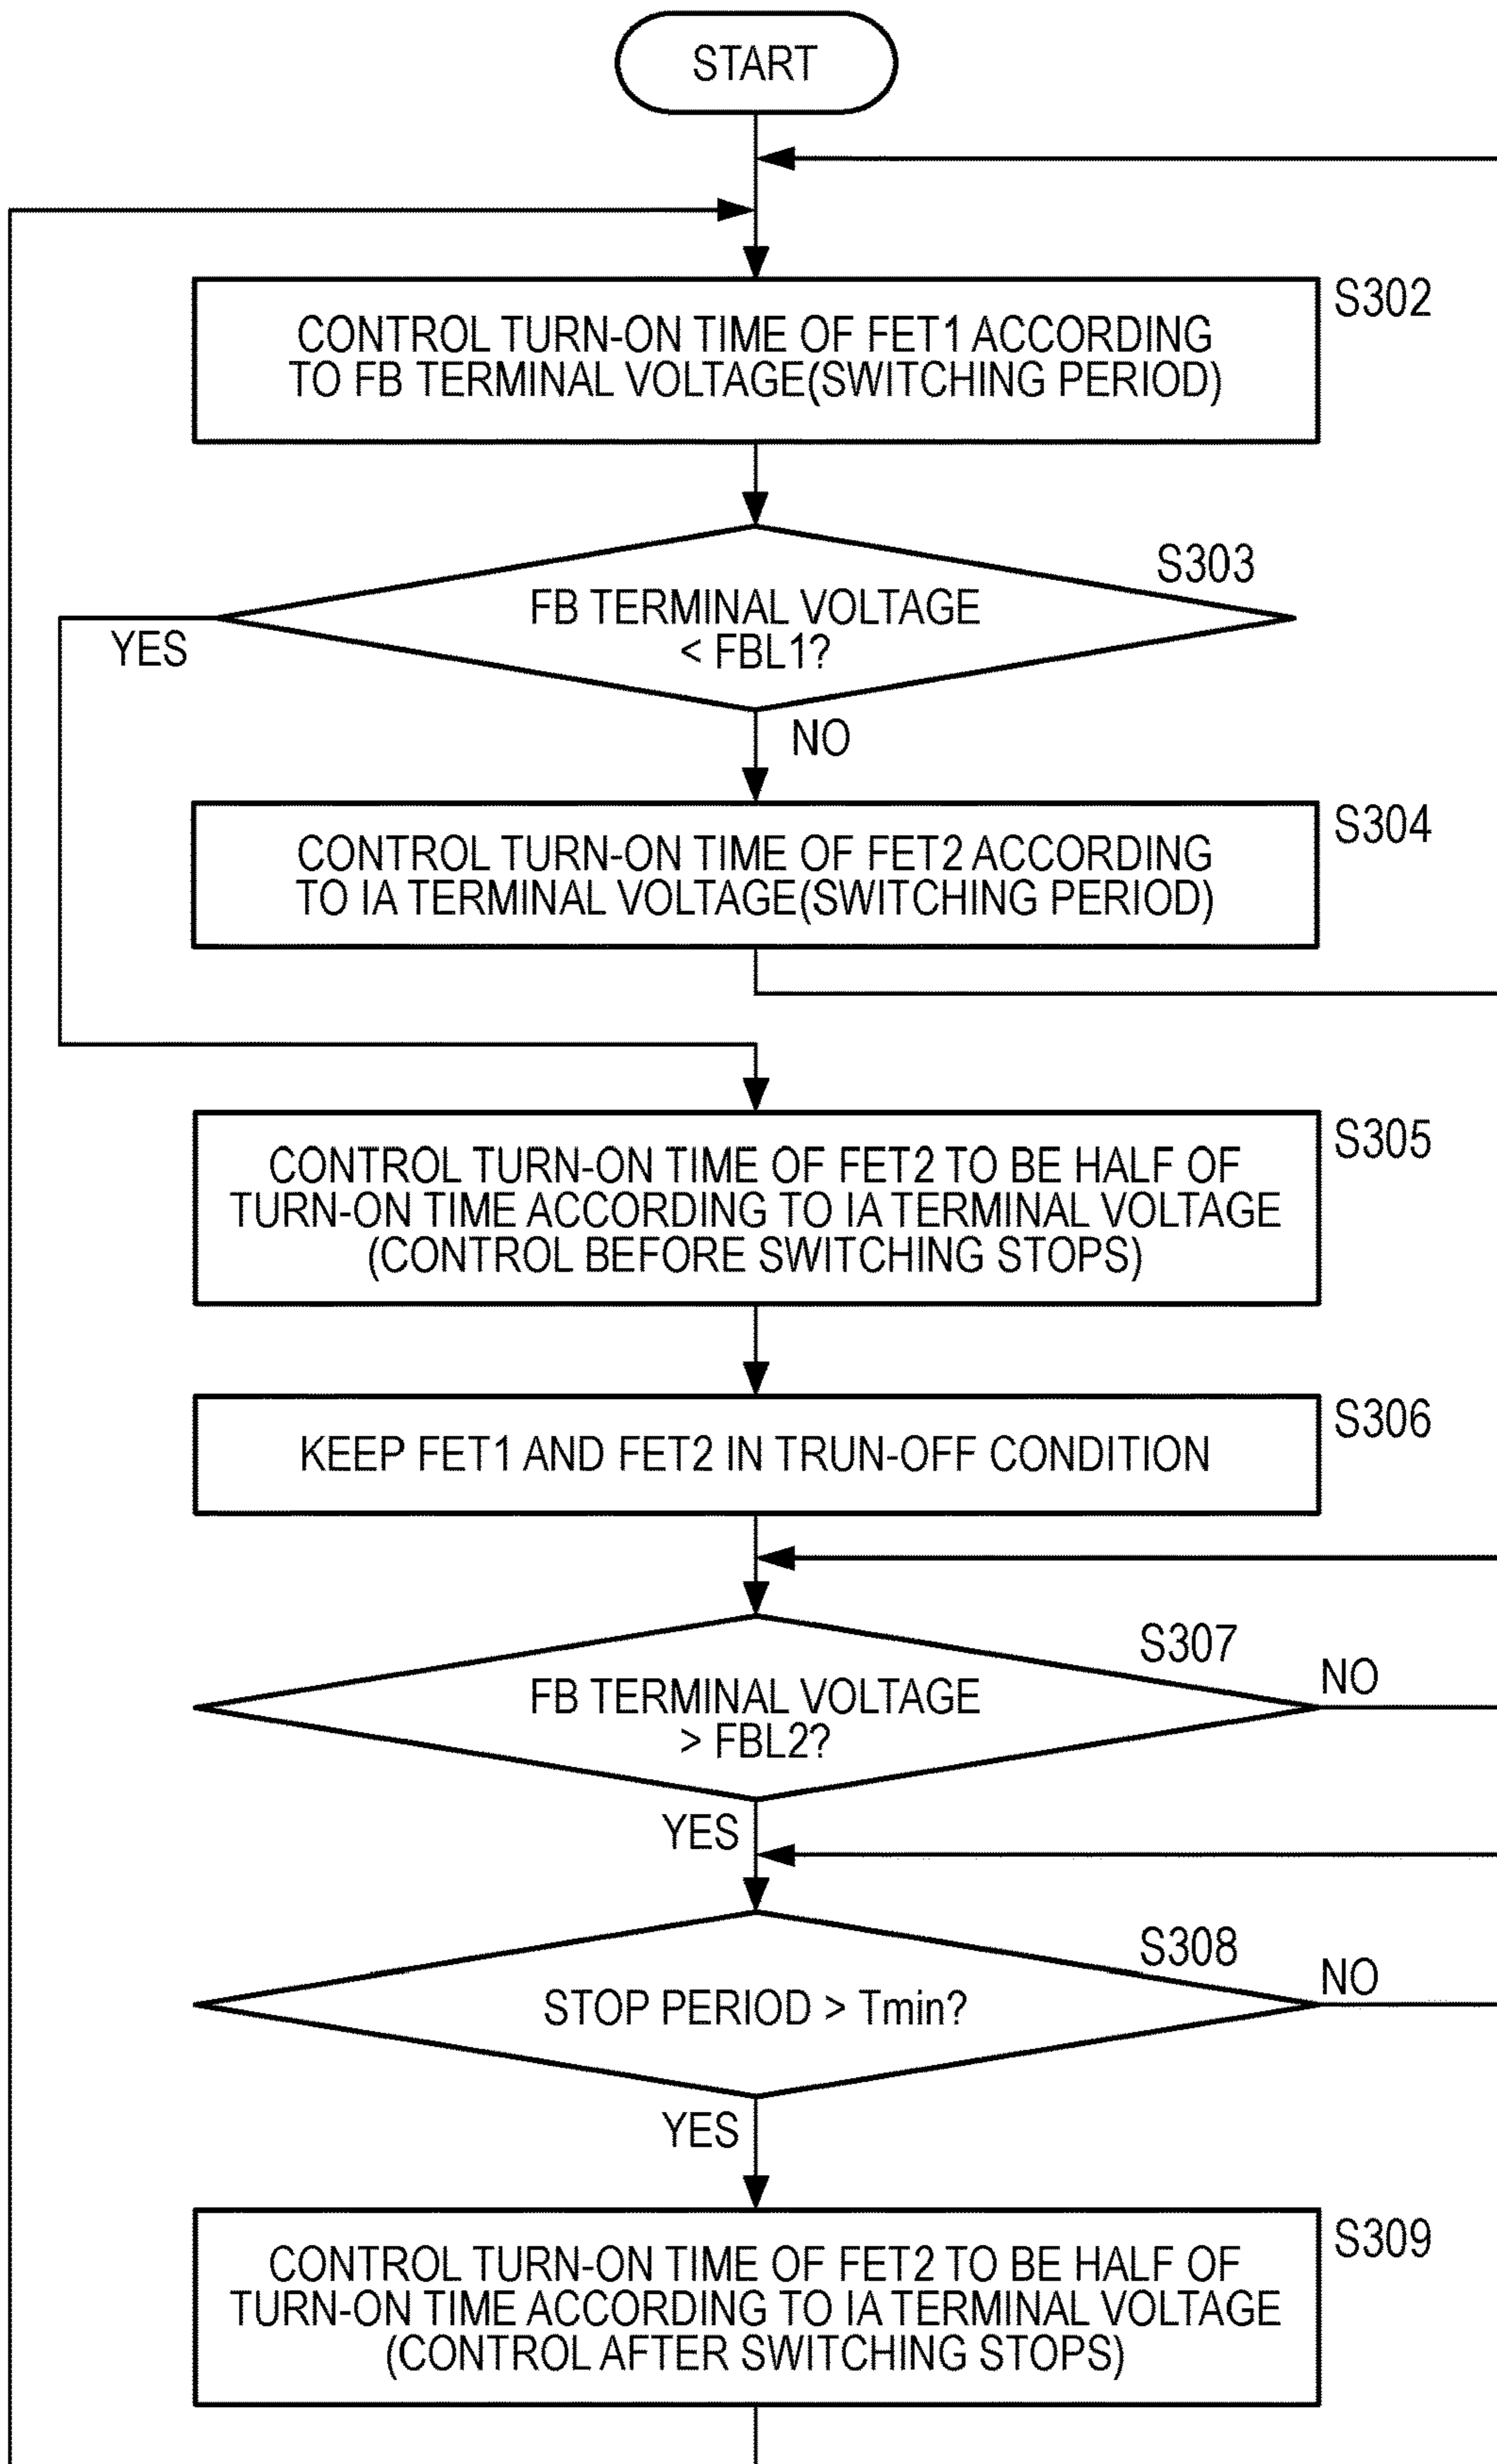 START
S302
CONTROL TURN-ON TIME OF FET1 ACCORDING
TO FB TERMINAL VOLTAGE(SWITCHING PERIOD)
S303
FB TERMINAL VOLTAGE
< FBL1?
YES
NO
S304
CONTROL TURN-ON TIME OF FET2 ACCORDING
TO IA TERMINAL VOLTAGE(SWITCHING PERIOD)
S305
CONTROL TURN-ON TIME OF FET2 TO BE HALF OF
TURN-ON TIME ACCORDING TO IA TERMINAL VOLTAGE
(CONTROL BEFORE SWITCHING STOPS)
S306
KEEP FET1 AND FET2 IN TRUN-OFF CONDITION
S307
NO
FB TERMINAL VOLTAGE
> FBL2?
YES
S308
NO
STOP PERIOD > Tmin?
YES
S309
CONTROL TURN-ON TIME OF FET2 TO BE HALF OF
TURN-ON TIME ACCORDING TO IA TERMINAL VOLTAGE
(CONTROL AFTER SWITCHING STOPS)